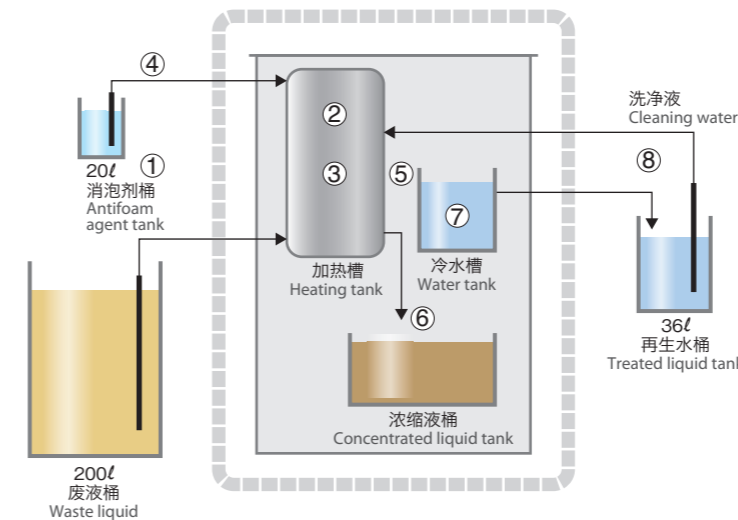 ④
②
洗净液
Cleaning water
①
20ℓ
消泡剂桶
Antifoam
agent tank
③
⑤
⑧
⑦
加热槽
Heating tank
冷水槽
Water tank
⑥
36ℓ
再生水桶
Treated liquid tank
浓缩液桶
Concentrated liquid tank
200ℓ
废液桶
Waste liquid